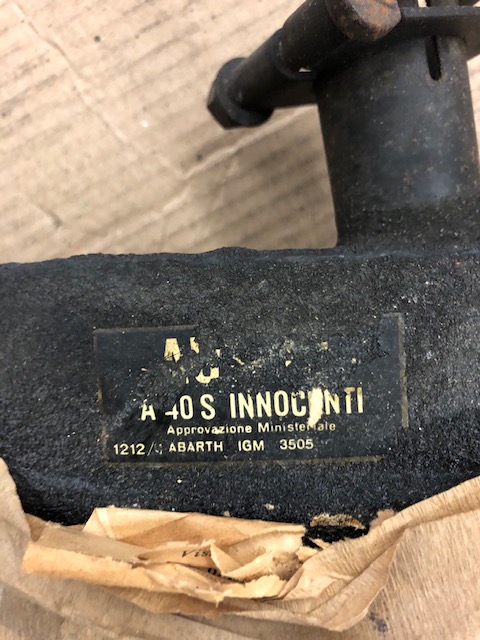 A 40 S INNOCENTI
Approvazione Ministeriale
ABARTH IGM 3505